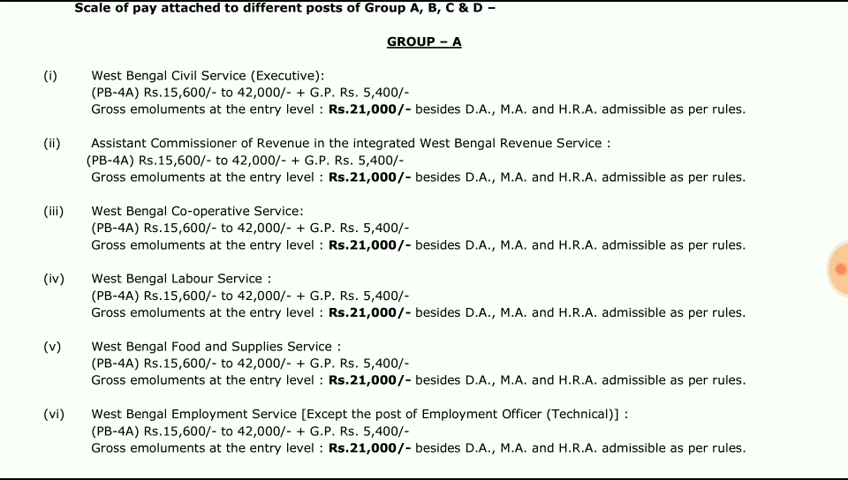 Scale of pay attached to different posts of Group A, B, C & D –
GROUP – A
(i) West Bengal Civil Service (Executive):
(PB-4A) Rs.15,600/- to 42,000/- + G.P. Rs. 5,400/-
Gross emoluments at the entry level : Rs.21,000/- besides D.A., M.A. and H.R.A. admissible as per rules.
(ii) Assistant Commissioner of Revenue in the integrated West Bengal Revenue Service :
(PB-4A) Rs.15,600/- to 42,000/- + G.P. Rs. 5,400/-
Gross emoluments at the entry level : Rs.21,000/- besides D.A., M.A. and H.R.A. admissible as per rules.
(iii) West Bengal Co-operative Service:
(PB-4A) Rs.15,600/- to 42,000/- + G.P. Rs. 5,400/-
Gross emoluments at the entry level : Rs.21,000/- besides D.A., M.A. and H.R.A. admissible as per rules.
(iv) West Bengal Labour Service :
(PB-4A) Rs.15,600/- to 42,000/- + G.P. Rs. 5,400/-
Gross emoluments at the entry level : Rs.21,000/- besides D.A., M.A. and H.R.A. admissible as per rules.
(v) West Bengal Food and Supplies Service :
(PB-4A) Rs.15,600/- to 42,000/- + G.P. Rs. 5,400/-
Gross emoluments at the entry level : Rs.21,000/- besides D.A., M.A. and H.R.A. admissible as per rules.
(vi) West Bengal Employment Service [Except the post of Employment Officer (Technical)] :
(PB-4A) Rs.15,600/- to 42,000/- + G.P. Rs. 5,400/-
Gross emoluments at the entry level : Rs.21,000/- besides D.A., M.A. and H.R.A. admissible as per rules.